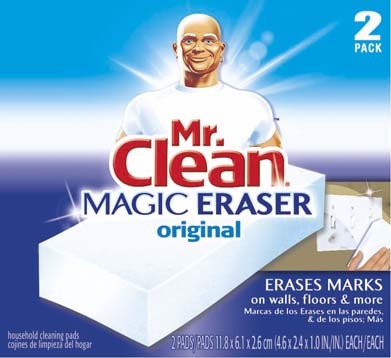 2
PACK
Mr.
Clean
MAGIC ERASER
original
ERASES MARKS
on walls, floors & more
Marcas de los Erases en las paredes,
& de los pisos; Más
household cleaning pads
cojines de limpieza del hogar
2 PADS/ PADS 11.8 x 6.1 x 2.6 cm (4.6 x 2.4 x 1.0 IN./IN.) EACH/EACH